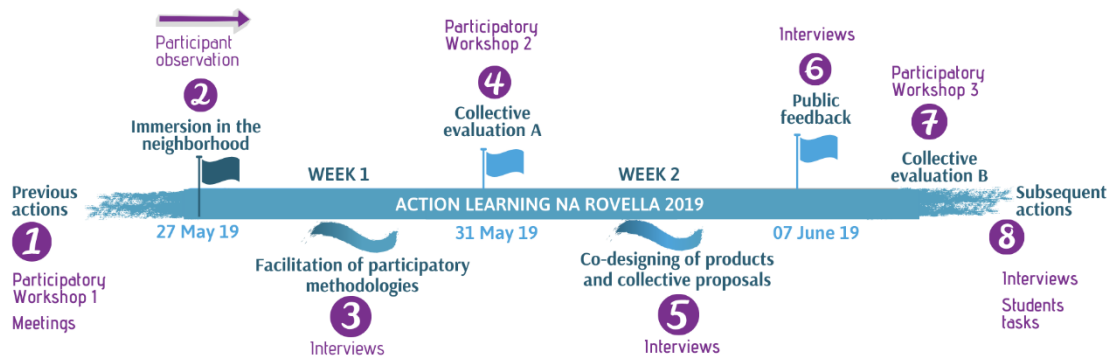 Participant
observation
2
Immersion in the
neighborhood
Participatory
Workshop 2
4
Collective
evaluation A
Interviews
6
Public
feedback
Participatory
Workshop 3
7
Collective
evaluation B
WEEK 1
WEEK 2
Previous
actions
1
Participatory
Workshop 1
Meetings
ACTION LEARNING NA ROVELLA 2019
27 May 19
31 May 19
07 June 19
Facilitation of participatory
methodologies
3
Interviews
Co-designing of products
and collective proposals
5
Interviews
Subsequent
actions
8
Interviews
Students
tasks